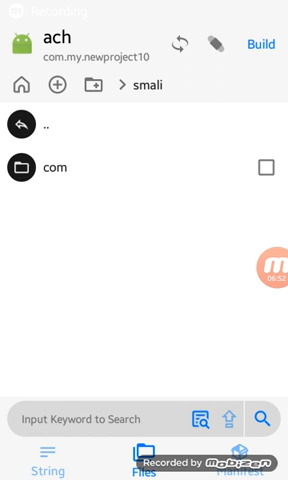 Recording
ach
com.my.newproject10
Build
smali
..
com
06:52
Input Keyword to Search
String
Files
Manifest
Recorded by mobizen